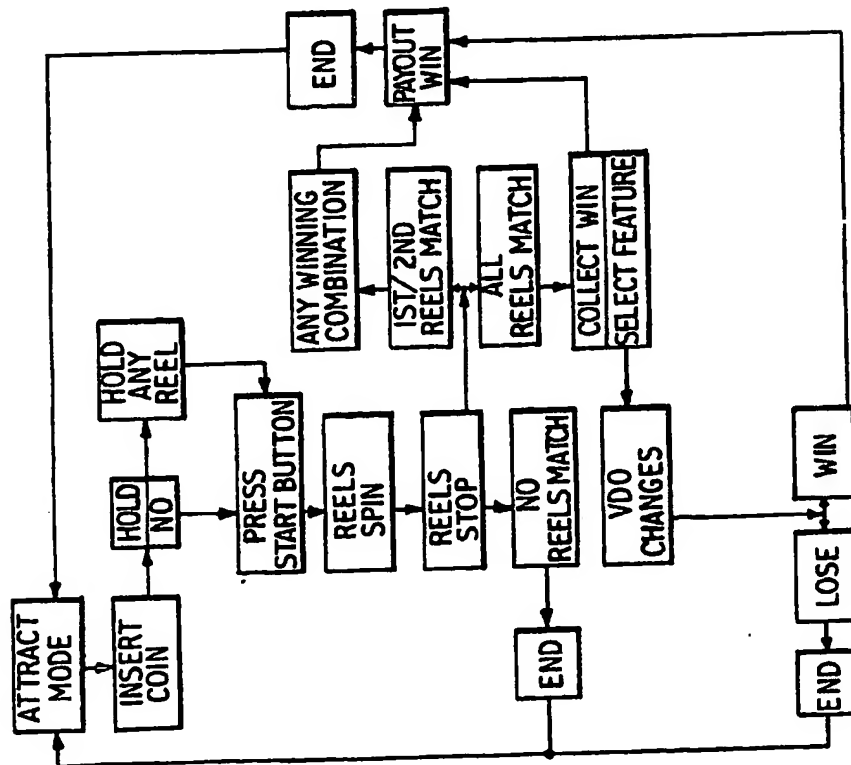 ATTRACT
MODE
INSERT
COIN
HOLD
NO
HOLD
ANY
REEL
PRESS
START BUTTON
REELS
SPIN
REELS
STOP
NO
REELS MATCH
END
ANY WINNING
COMBINATION
1ST/2ND
REELS MATCH
ALL
REELS MATCH
COLLECT WIN
SELECT FEATURE
PAYOUT
WIN
END
VDO
CHANGES
WIN
LOSE
END